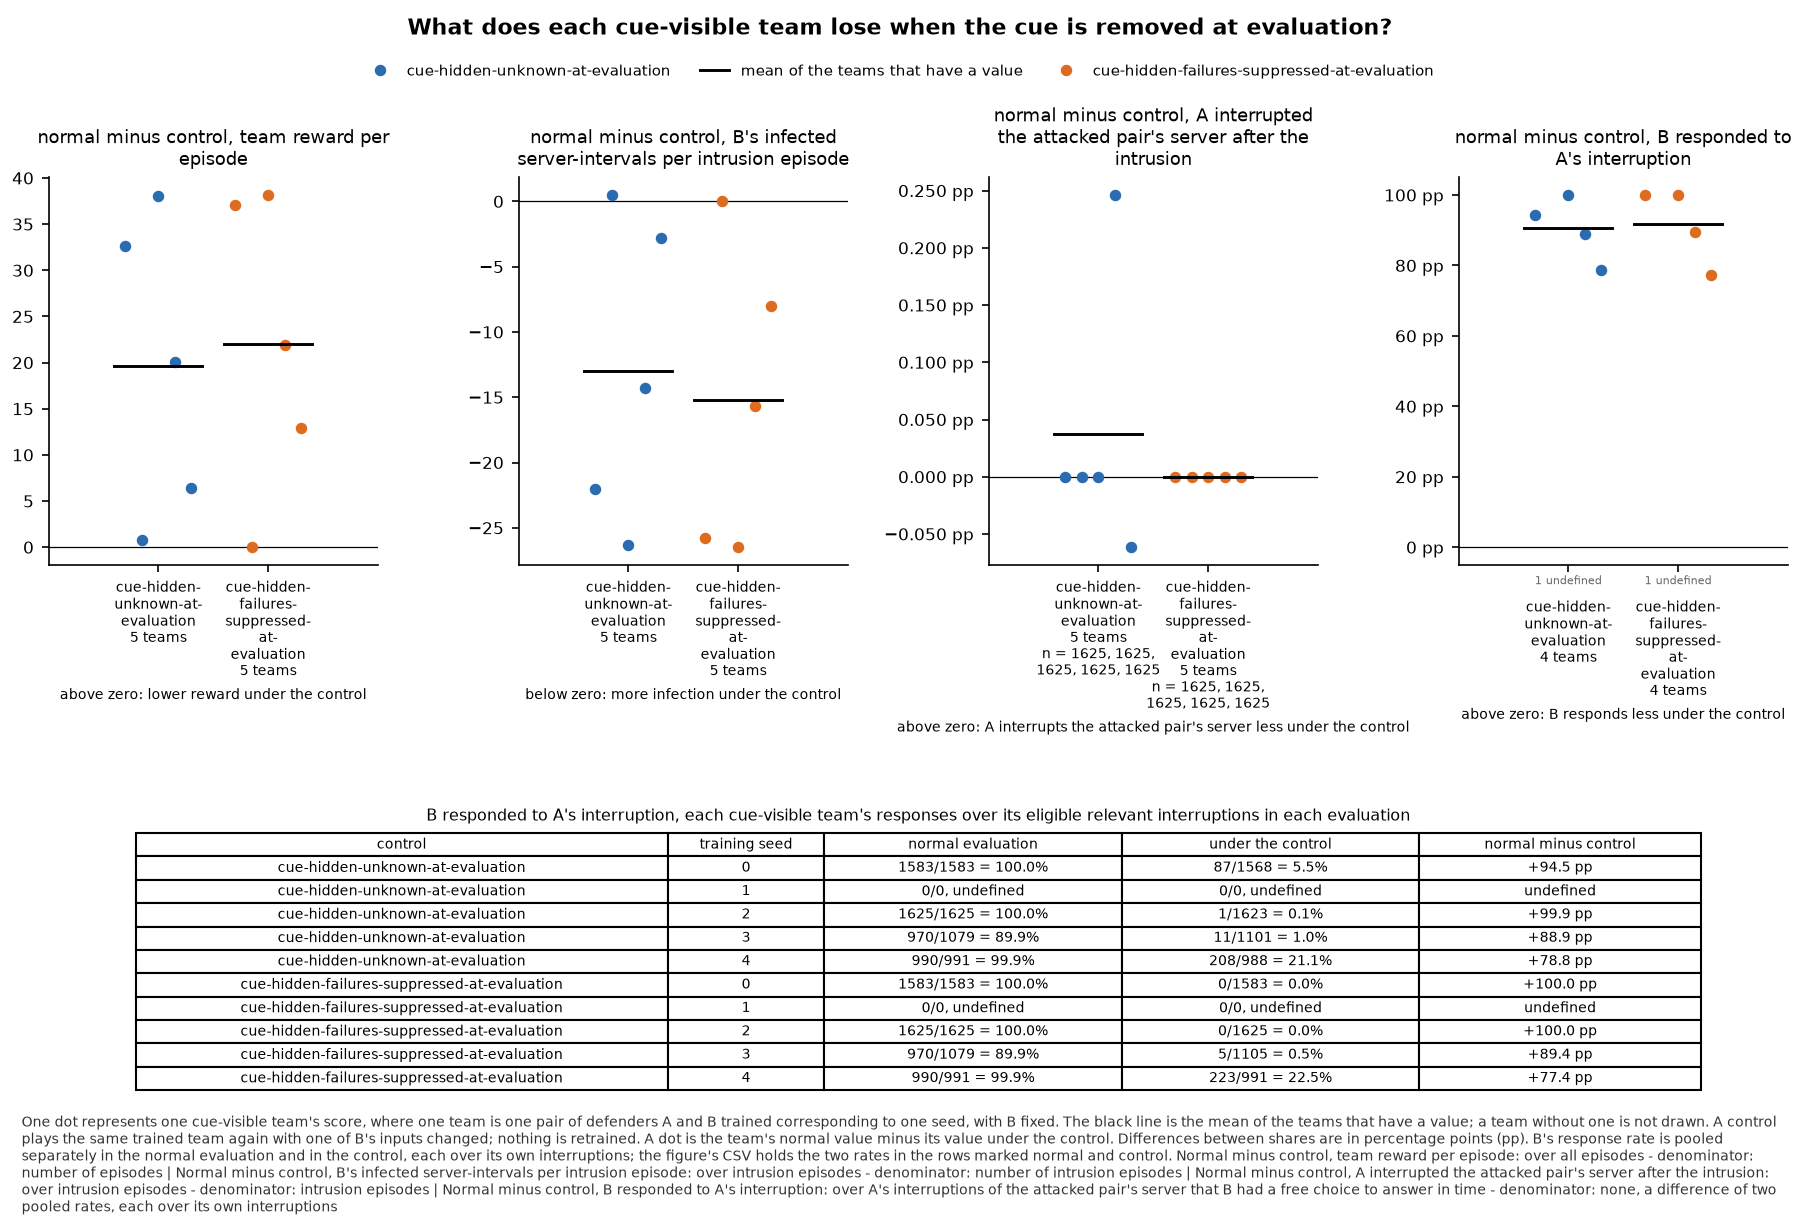 What does each cue-visible team lose when the cue is removed at evaluation?
cue-hidden-unknown-at-evaluation
mean of the teams that have a value
cue-hidden-failures-suppressed-at-evaluation
normal minus control, team reward per
episode
40
35
30
25
20
15
10
5
0
cue-hidden-
unknown-at-
evaluation
5 teams
cue-hidden-
failures-
suppressed-
at-
evaluation
5 teams
above zero: lower reward under the control
normal minus control, B's infected
server-intervals per intrusion episode
0
−5
−10
−15
−20
−25
cue-hidden-
unknown-at-
evaluation
5 teams
cue-hidden-
failures-
suppressed-
at-
evaluation
5 teams
below zero: more infection under the control
normal minus control, A interrupted
the attacked pair's server after the
intrusion
0.250 pp
0.200 pp
0.150 pp
0.100 pp
0.050 pp
0.000 pp
−0.050 pp
cue-hidden-
unknown-at-
evaluation
5 teams
n = 1625, 1625,
1625, 1625, 1625
cue-hidden-
failures-
suppressed-
at-
evaluation
5 teams
n = 1625, 1625,
1625, 1625, 1625
above zero: A interrupts the attacked pair's server less under the control
normal minus control, B responded to
A's interruption
100 pp
80 pp
60 pp
40 pp
20 pp
0 pp
1 undefined
cue-hidden-
unknown-at-
evaluation
4 teams
1 undefined
cue-hidden-
failures-
suppressed-
at-
evaluation
4 teams
above zero: B responds less under the control
B responded to A's interruption, each cue-visible team's responses over its eligible relevant interruptions in each evaluation
control training seed normal evaluation under the control normal minus control
cue-hidden-unknown-at-evaluation 0 1583/1583 = 100.0% 87/1568 = 5.5% +94.5 pp
cue-hidden-unknown-at-evaluation 1 0/0, undefined 0/0, undefined undefined
cue-hidden-unknown-at-evaluation 2 1625/1625 = 100.0% 1/1623 = 0.1% +99.9 pp
cue-hidden-unknown-at-evaluation 3 970/1079 = 89.9% 11/1101 = 1.0% +88.9 pp
cue-hidden-unknown-at-evaluation 4 990/991 = 99.9% 208/988 = 21.1% +78.8 pp
cue-hidden-failures-suppressed-at-evaluation 0 1583/1583 = 100.0% 0/1583 = 0.0% +100.0 pp
cue-hidden-failures-suppressed-at-evaluation 1 0/0, undefined 0/0, undefined undefined
cue-hidden-failures-suppressed-at-evaluation 2 1625/1625 = 100.0% 0/1625 = 0.0% +100.0 pp
cue-hidden-failures-suppressed-at-evaluation 3 970/1079 = 89.9% 5/1105 = 0.5% +89.4 pp
cue-hidden-failures-suppressed-at-evaluation 4 990/991 = 99.9% 223/991 = 22.5% +77.4 pp
One dot represents one cue-visible team's score, where one team is one pair of defenders A and B trained corresponding to one seed, with B fixed. The black line is the mean of the teams that have a value; a team without one is not drawn. A control
plays the same trained team again with one of B's inputs changed; nothing is retrained. A dot is the team's normal value minus its value under the control. Differences between shares are in percentage points (pp). B's response rate is pooled
separately in the normal evaluation and in the control, each over its own interruptions; the figure's CSV holds the two rates in the rows marked normal and control. Normal minus control, team reward per episode: over all episodes - denominator:
number of episodes | Normal minus control, B's infected server-intervals per intrusion episode: over intrusion episodes - denominator: number of intrusion episodes | Normal minus control, A interrupted the attacked pair's server after the intrusion:
over intrusion episodes - denominator: intrusion episodes | Normal minus control, B responded to A's interruption: over A's interruptions of the attacked pair's server that B had a free choice to answer in time - denominator: none, a difference of two
pooled rates, each over its own interruptions